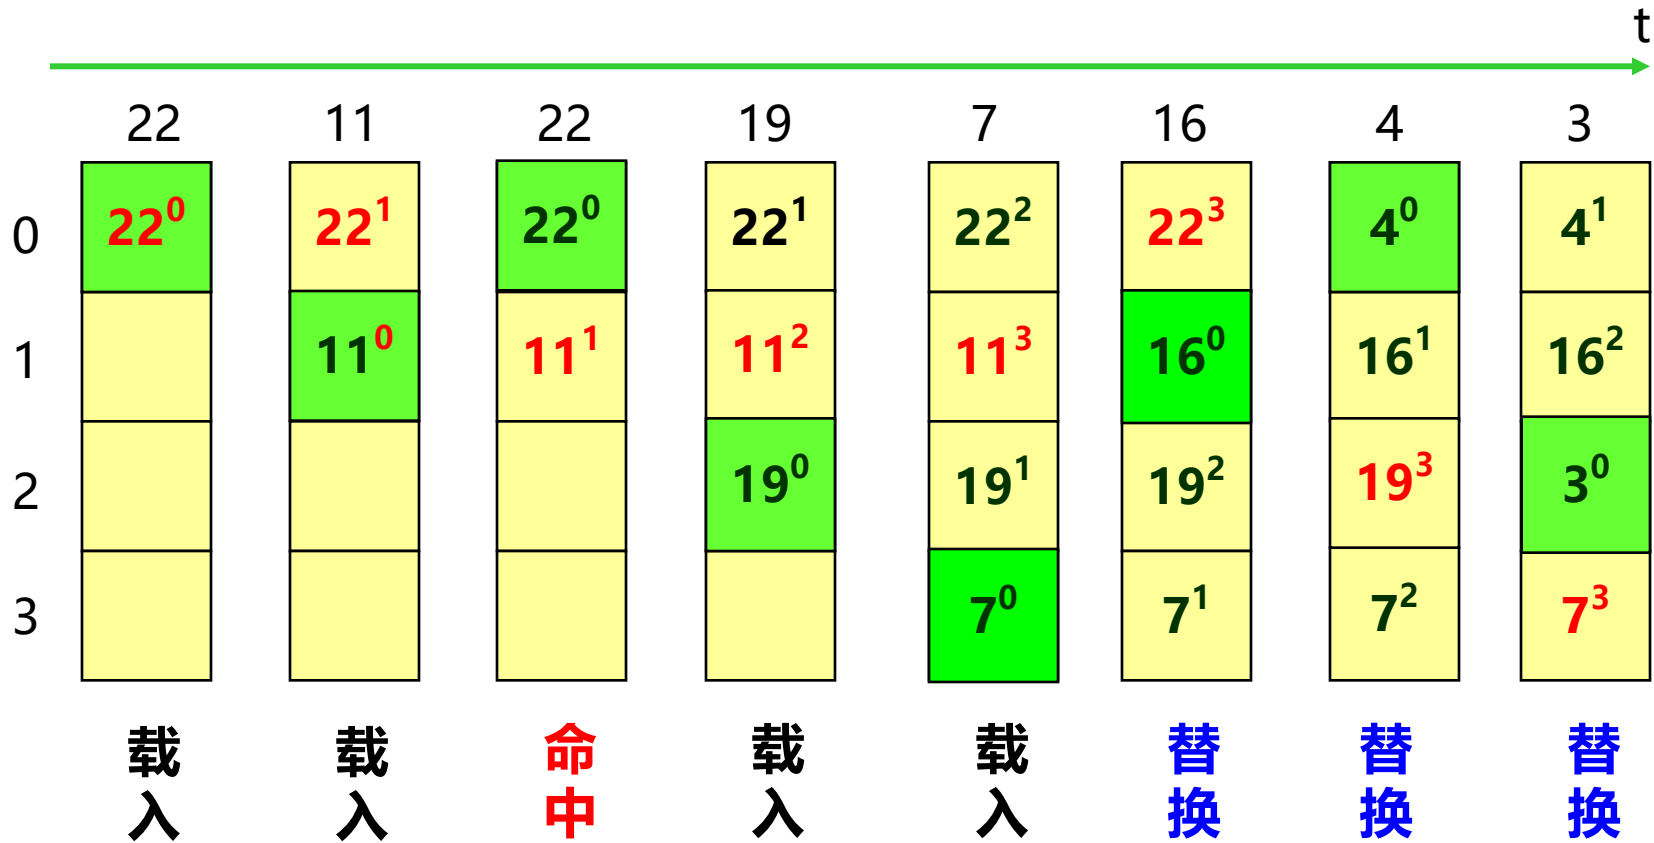 t
22 11 22 19 7 16 4 3
0 22⁰ 22¹ 22⁰ 22¹ 22² 22³ 4⁰ 4¹
1 11⁰ 11¹ 11² 11³ 16⁰ 16¹ 16²
2 19⁰ 19¹ 19² 19³ 3⁰
3 7⁰ 7¹ 7² 7³
载入 载入 命中 载入 载入 替换 替换 替换